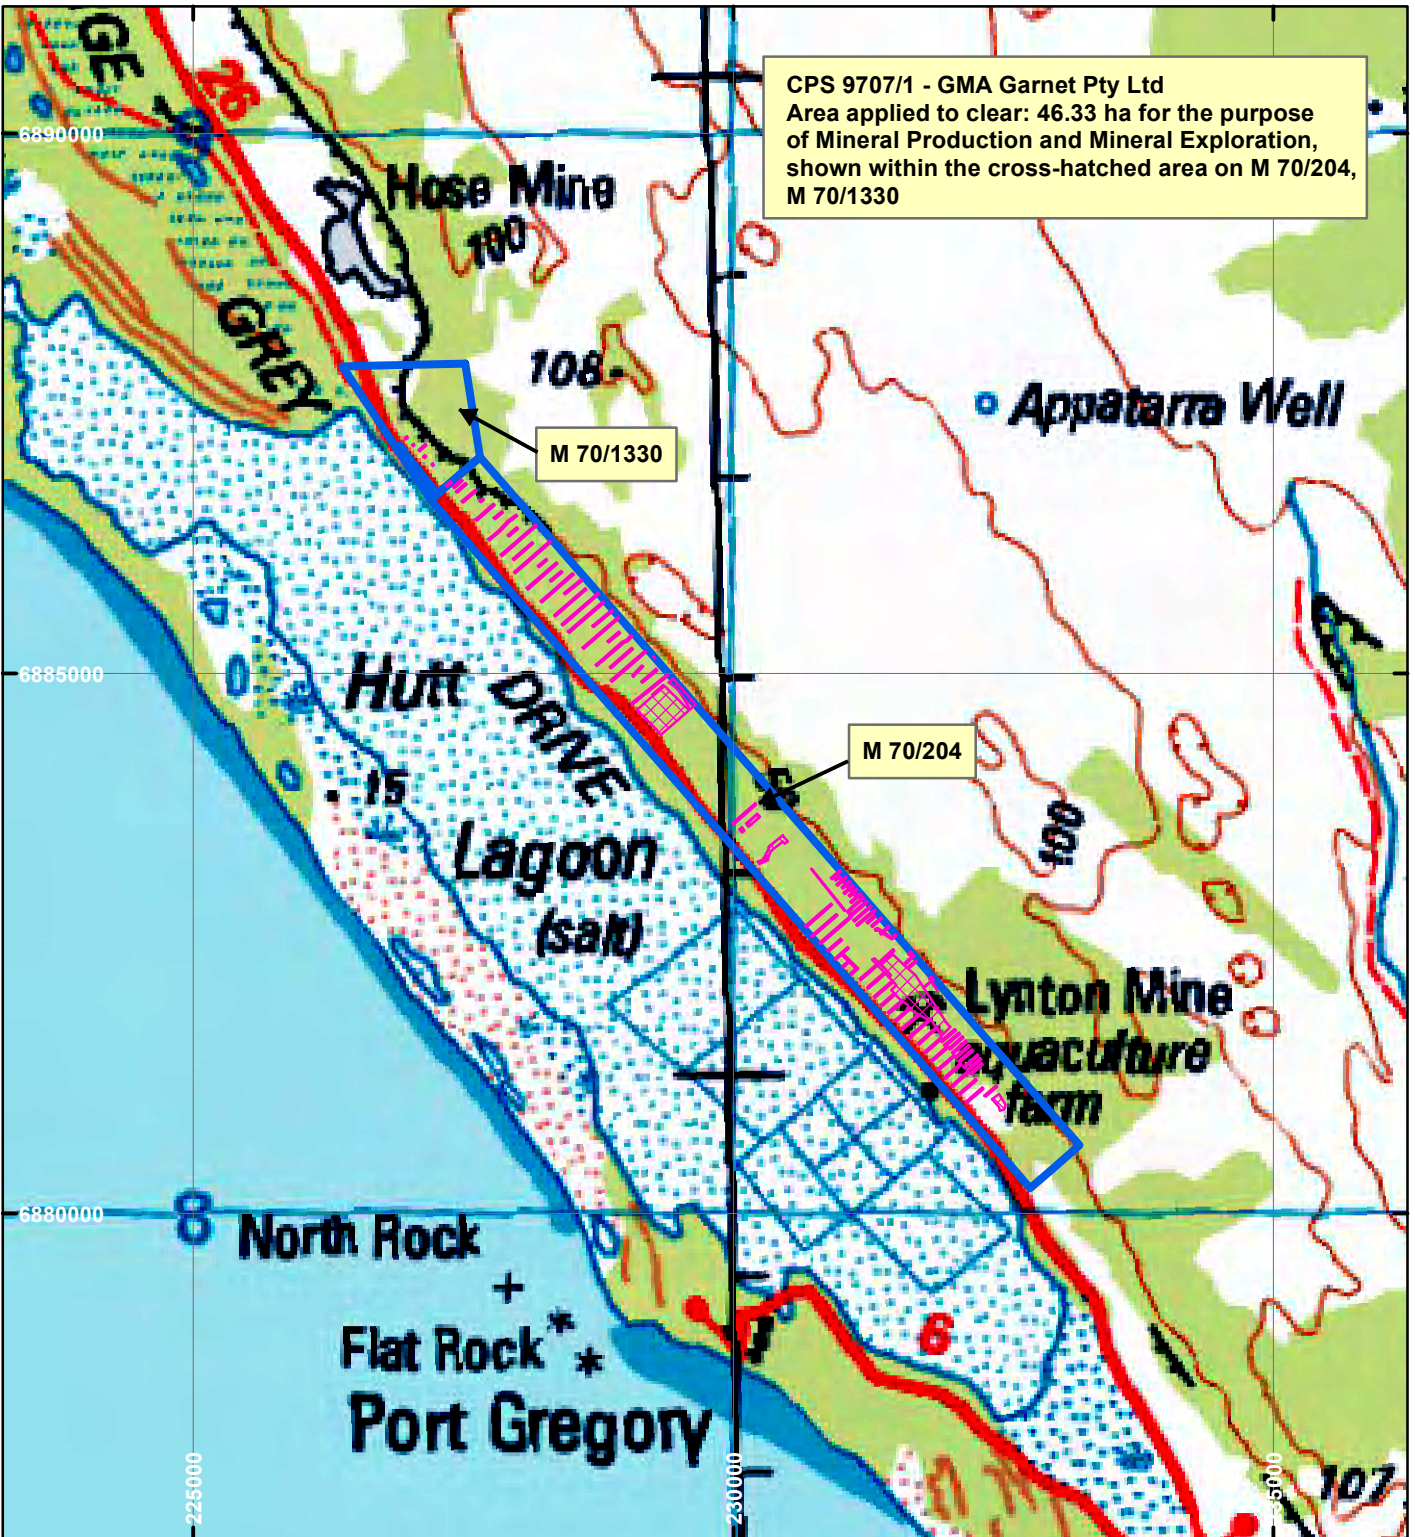 CPS 9707/1 - GMA Garnet Pty Ltd
Area applied to clear: 46.33 ha for the purpose
of Mineral Production and Mineral Exploration,
shown within the cross-hatched area on M 70/204,
M 70/1330
GE
26
6890000
Hose Mine
100
GREY
108
Appatarra Well
M 70/1330
6885000
Hutt
DRIVE
M 70/204
15
100
Lagoon
(salt)
Lynton Mine
aquaculture
farm
6880000
North Rock
Flat Rock
6
Port Gregory
225000
230000
107